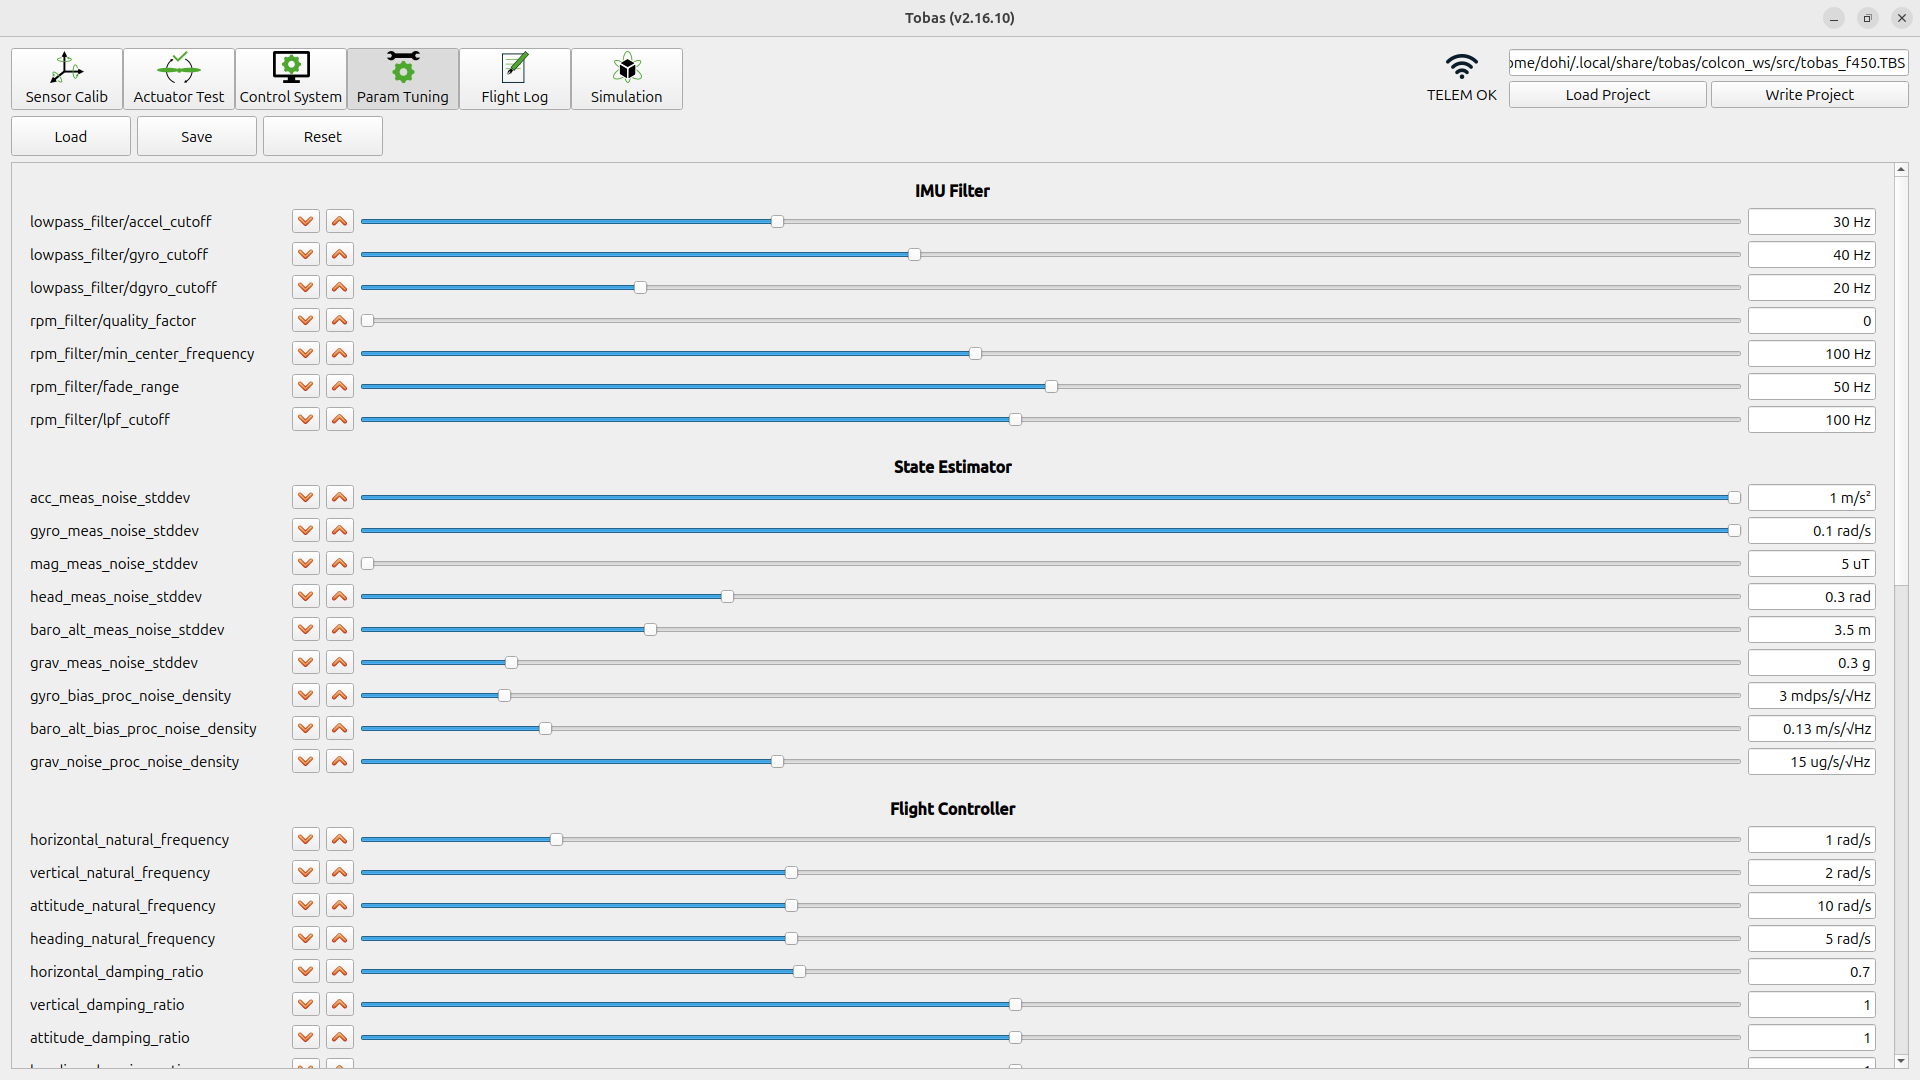 Tobas (v2.16.10)
Sensor Calib
Actuator Test
Control System
Param Tuning
Flight Log
Simulation
TELEM OK
ome/dohi/.local/share/tobas/colcon_ws/src/tobas_f450.TBS
Load Project
Write Project
Load
Save
Reset
IMU Filter
lowpass_filter/accel_cutoff 30 Hz
lowpass_filter/gyro_cutoff 40 Hz
lowpass_filter/dgyro_cutoff 20 Hz
rpm_filter/quality_factor 0
rpm_filter/min_center_frequency 100 Hz
rpm_filter/fade_range 50 Hz
rpm_filter/lpf_cutoff 100 Hz
State Estimator
acc_meas_noise_stddev 1 m/s²
gyro_meas_noise_stddev 0.1 rad/s
mag_meas_noise_stddev 5 uT
head_meas_noise_stddev 0.3 rad
baro_alt_meas_noise_stddev 3.5 m
grav_meas_noise_stddev 0.3 g
gyro_bias_proc_noise_density 3 mdps/s/√Hz
baro_alt_bias_proc_noise_density 0.13 m/s/√Hz
grav_noise_proc_noise_density 15 ug/s/√Hz
Flight Controller
horizontal_natural_frequency 1 rad/s
vertical_natural_frequency 2 rad/s
attitude_natural_frequency 10 rad/s
heading_natural_frequency 5 rad/s
horizontal_damping_ratio 0.7
vertical_damping_ratio 1
attitude_damping_ratio 1